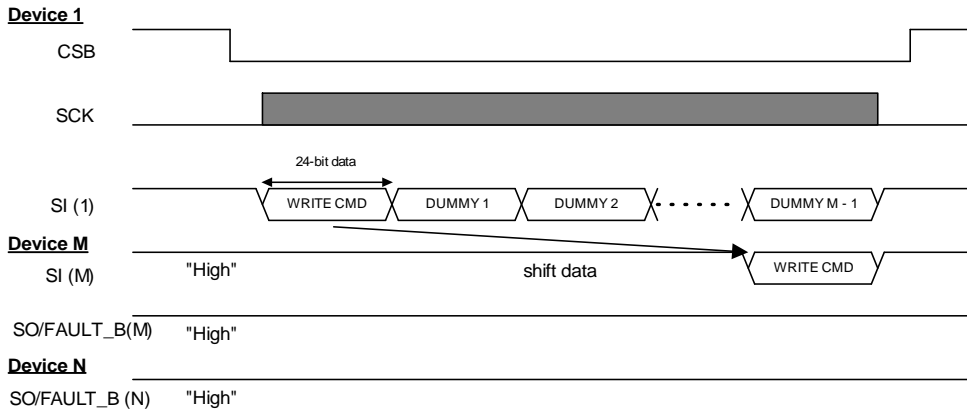 Device 1
CSB
SCK
24-bit data
SI (1) WRITE CMD DUMMY 1 DUMMY 2 DUMMY M - 1
Device M
SI (M) "High" shift data WRITE CMD
SO/FAULT_B(M) "High"
Device N
SO/FAULT_B (N) "High"